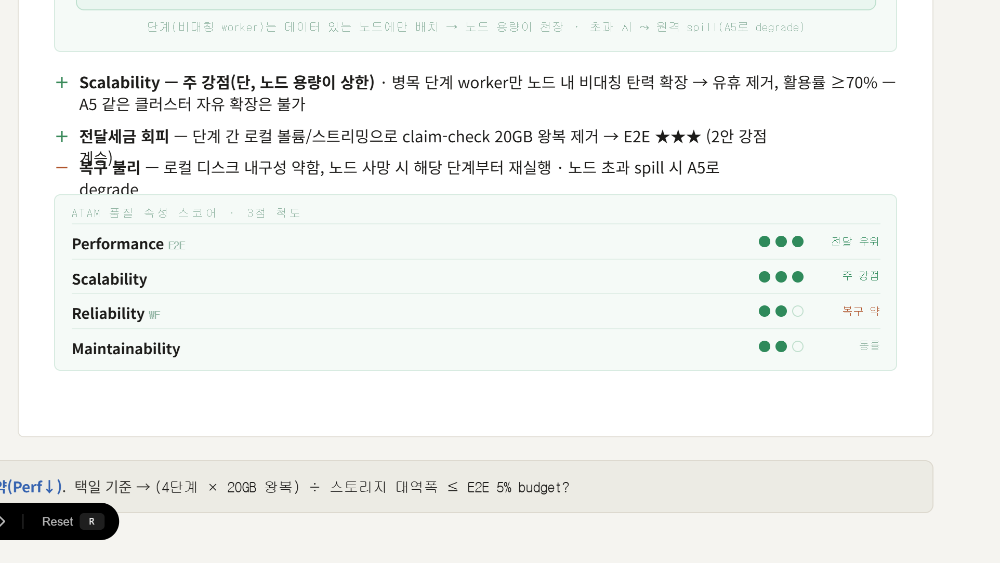 단계(비대칭 worker)는 데이터 있는 노드에만 배치 → 노드 용량이 천장 · 초과 시 ⤳ 원격 spill(A5로 degrade)
+ Scalability — 주 강점(단, 노드 용량이 상한) · 병목 단계 worker만 노드 내 비대칭 탄력 확장 → 유휴 제거, 활용률 ≥70% —
A5 같은 클러스터 자유 확장은 불가
+ 전달세금 회피 — 단계 간 로컬 볼륨/스트리밍으로 claim-check 20GB 왕복 제거 → E2E ★★★ (2안 강점
계승)
− 복구 불리 — 로컬 디스크 내구성 약함, 노드 사망 시 해당 단계부터 재실행 · 노드 초과 spill 시 A5로
degrade
ATAM 품질 속성 스코어 · 3점 척도
Performance E2E ●●● 전달 우위
Scalability ●●● 주 강점
Reliability WF ●●○ 복구 약
Maintainability ●●○ 동률
약(Perf↓). 택일 기준 → (4단계 × 20GB 왕복) ÷ 스토리지 대역폭 ≤ E2E 5% budget?
Reset R